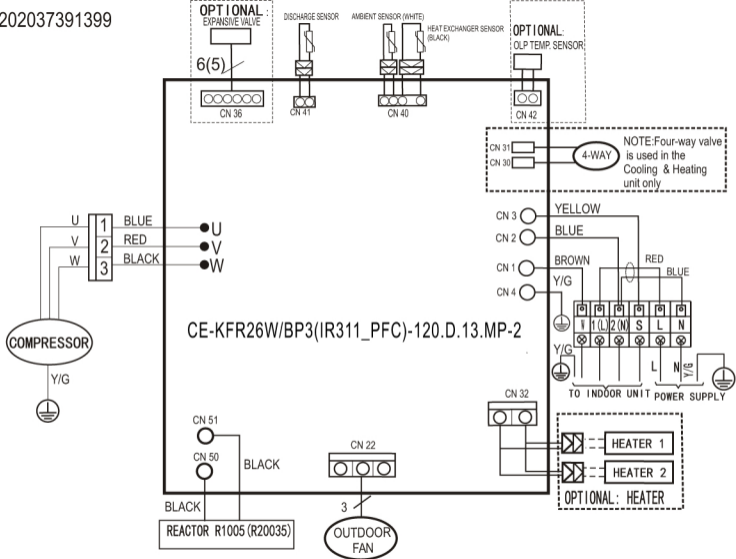 202037391399
OPTIONAL:
EXPANSIVE VALVE
6(5)
CN 36
DISCHARGE SENSOR
CN 41
AMBIENT SENSOR (WHITE)
HEAT EXCHANGER SENSOR
(BLACK)
CN 40
OPTIONAL:
OLP TEMP. SENSOR
CN 42
CN 31
CN 30
4-WAY
NOTE:Four-way valve
is used in the
Cooling & Heating
unit only
U
V
W
1
2
3
BLUE
RED
BLACK
U
V
W
COMPRESSOR
Y/G
CN 3
YELLOW
CN 2
BLUE
CN 1
BROWN
CN 4
Y/G
RED
BLUE
1(L) 2(N) S L N
Y/G
L N Y/G
TO INDOOR UNIT POWER SUPPLY
CE-KFR26W/BP3(IR311_PFC)-120.D.13.MP-2
CN 51
CN 50
BLACK
BLACK
REACTOR R1005(R20035)
CN 22
3
OUTDOOR
FAN
CN 32
HEATER 1
HEATER 2
OPTIONAL: HEATER